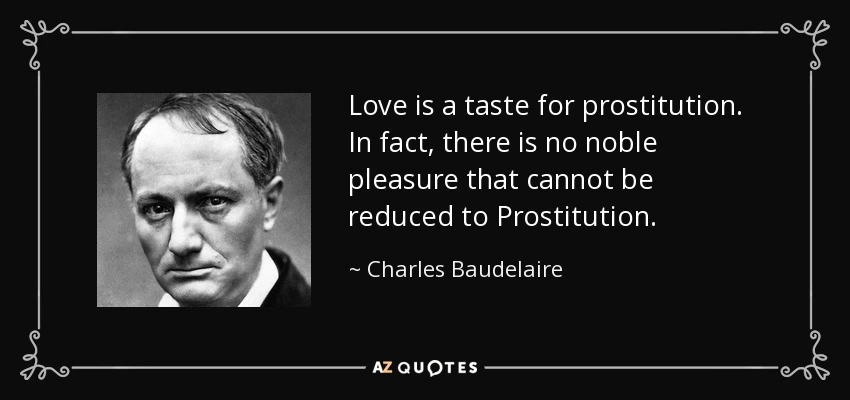 Love is a taste for prostitution.
In fact, there is no noble
pleasure that cannot be
reduced to Prostitution.
~ Charles Baudelaire
AZ QUOTES